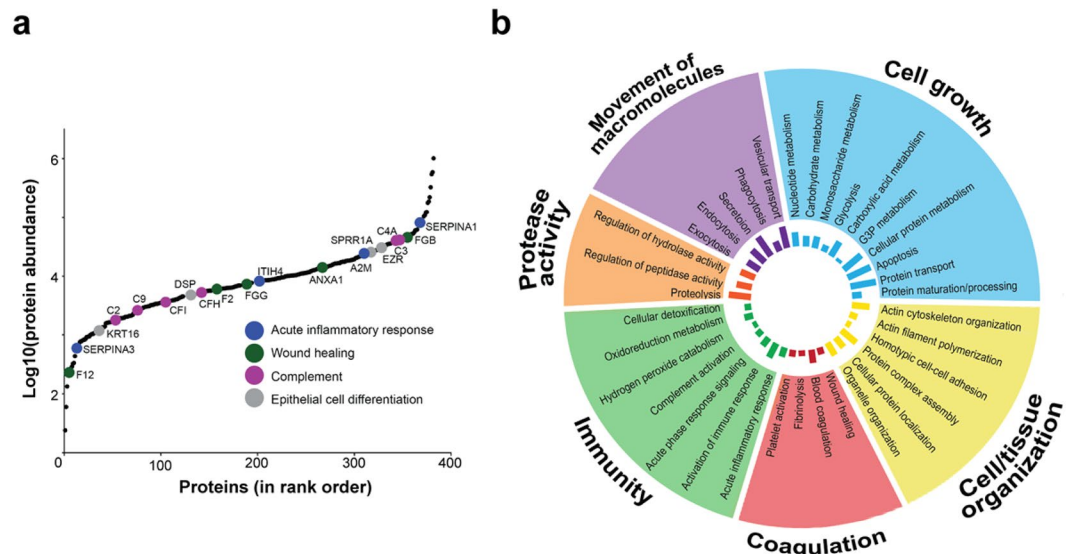 a
b
Log10(protein abundance)
6
4
2
0
100
200
300
400
Proteins (in rank order)
F12
SERPINA3
KRT16
C2
C9
CFI
DSP
CFH
F2
FGG
ITIH4
ANXA1
SPRR1A
A2M
C4A
EZR
C3
FGB
SERPINA1
Acute inflammatory response
Wound healing
Complement
Epithelial cell differentiation
Cell growth
Nucleotide metabolism
Carbohydrate metabolism
Monosaccharide metabolism
Glycolysis
Carboxylic acid metabolism
G3P metabolism
Cellular protein metabolism
Apoptosis
Protein transport
Protein maturation/processing
Cell/tissue
organization
Actin cytoskeleton organization
Actin filament polymerization
Homotypic cell-cell adhesion
Protein complex assembly
Cellular protein localization
Organelle organization
Coagulation
Wound healing
Blood coagulation
Fibrinolysis
Platelet activation
Immunity
Acute inflammatory response
Activation of immune response
Acute phase response signaling
Complement activation
Hydrogen peroxide catabolism
Oxidoreduction metabolism
Cellular detoxification
Protease
activity
Proteolysis
Regulation of peptidase activity
Regulation of hydrolase activity
Movement of
macromolecules
Exocytosis
Endocytosis
Secretoion
Phagocytosis
Vesicular transport